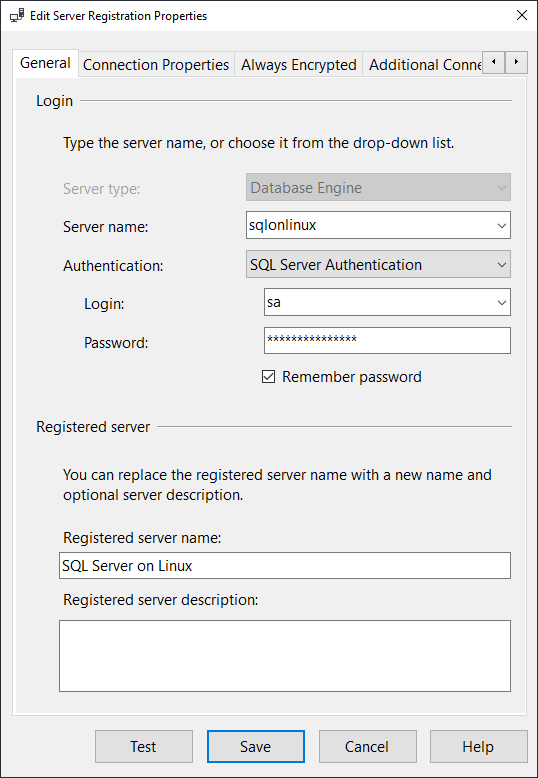 Edit Server Registration Properties
General Connection Properties Always Encrypted Additional Conne
Login
Type the server name, or choose it from the drop-down list.
Server type: Database Engine
Server name: sqlonlinux
Authentication: SQL Server Authentication
Login: sa
Password: ***************
Remember password
Registered server
You can replace the registered server name with a new name and
optional server description.
Registered server name:
SQL Server on Linux
Registered server description:
Test Save Cancel Help